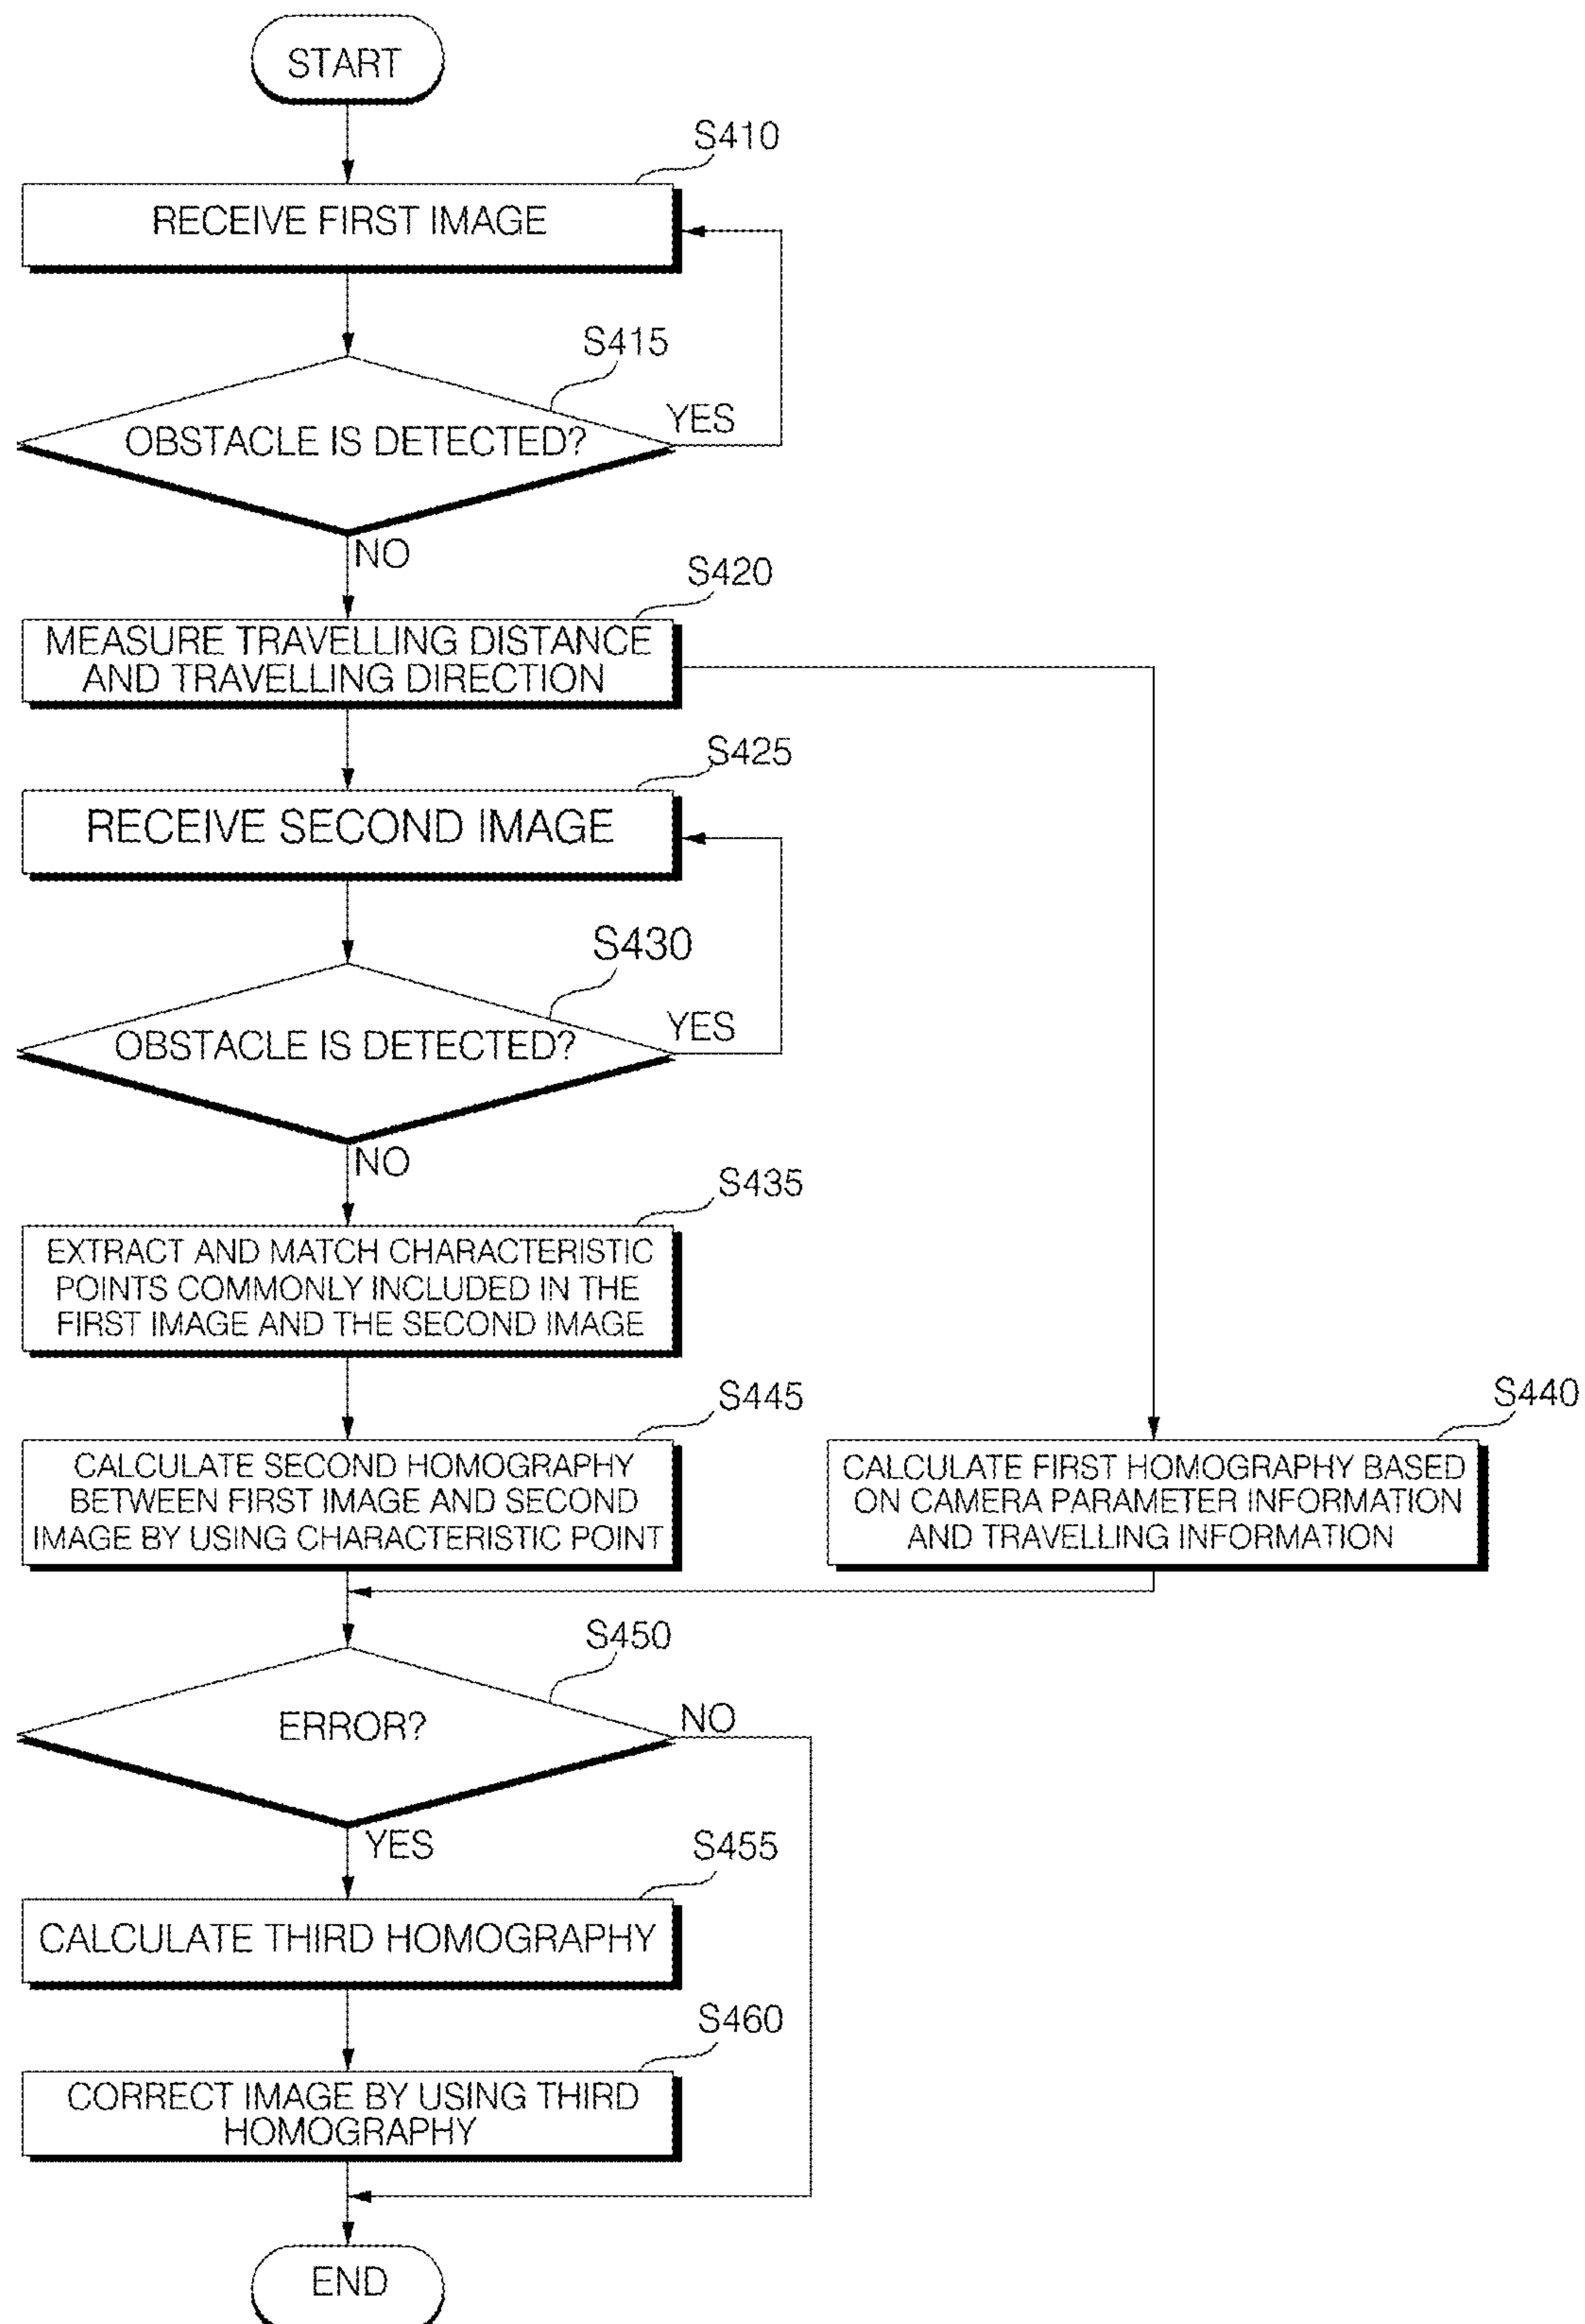 START
S410
RECEIVE FIRST IMAGE
S415
OBSTACLE IS DETECTED?
YES
NO
S420
MEASURE TRAVELLING DISTANCE
AND TRAVELLING DIRECTION
S425
RECEIVE SECOND IMAGE
S430
OBSTACLE IS DETECTED?
YES
NO
S435
EXTRACT AND MATCH CHARACTERISTIC
POINTS COMMONLY INCLUDED IN THE
FIRST IMAGE AND THE SECOND IMAGE
S445
CALCULATE SECOND HOMOGRAPHY
BETWEEN FIRST IMAGE AND SECOND
IMAGE BY USING CHARACTERISTIC POINT
S440
CALCULATE FIRST HOMOGRAPHY BASED
ON CAMERA PARAMETER INFORMATION
AND TRAVELLING INFORMATION
S450
ERROR?
NO
YES
S455
CALCULATE THIRD HOMOGRAPHY
S460
CORRECT IMAGE BY USING THIRD
HOMOGRAPHY
END